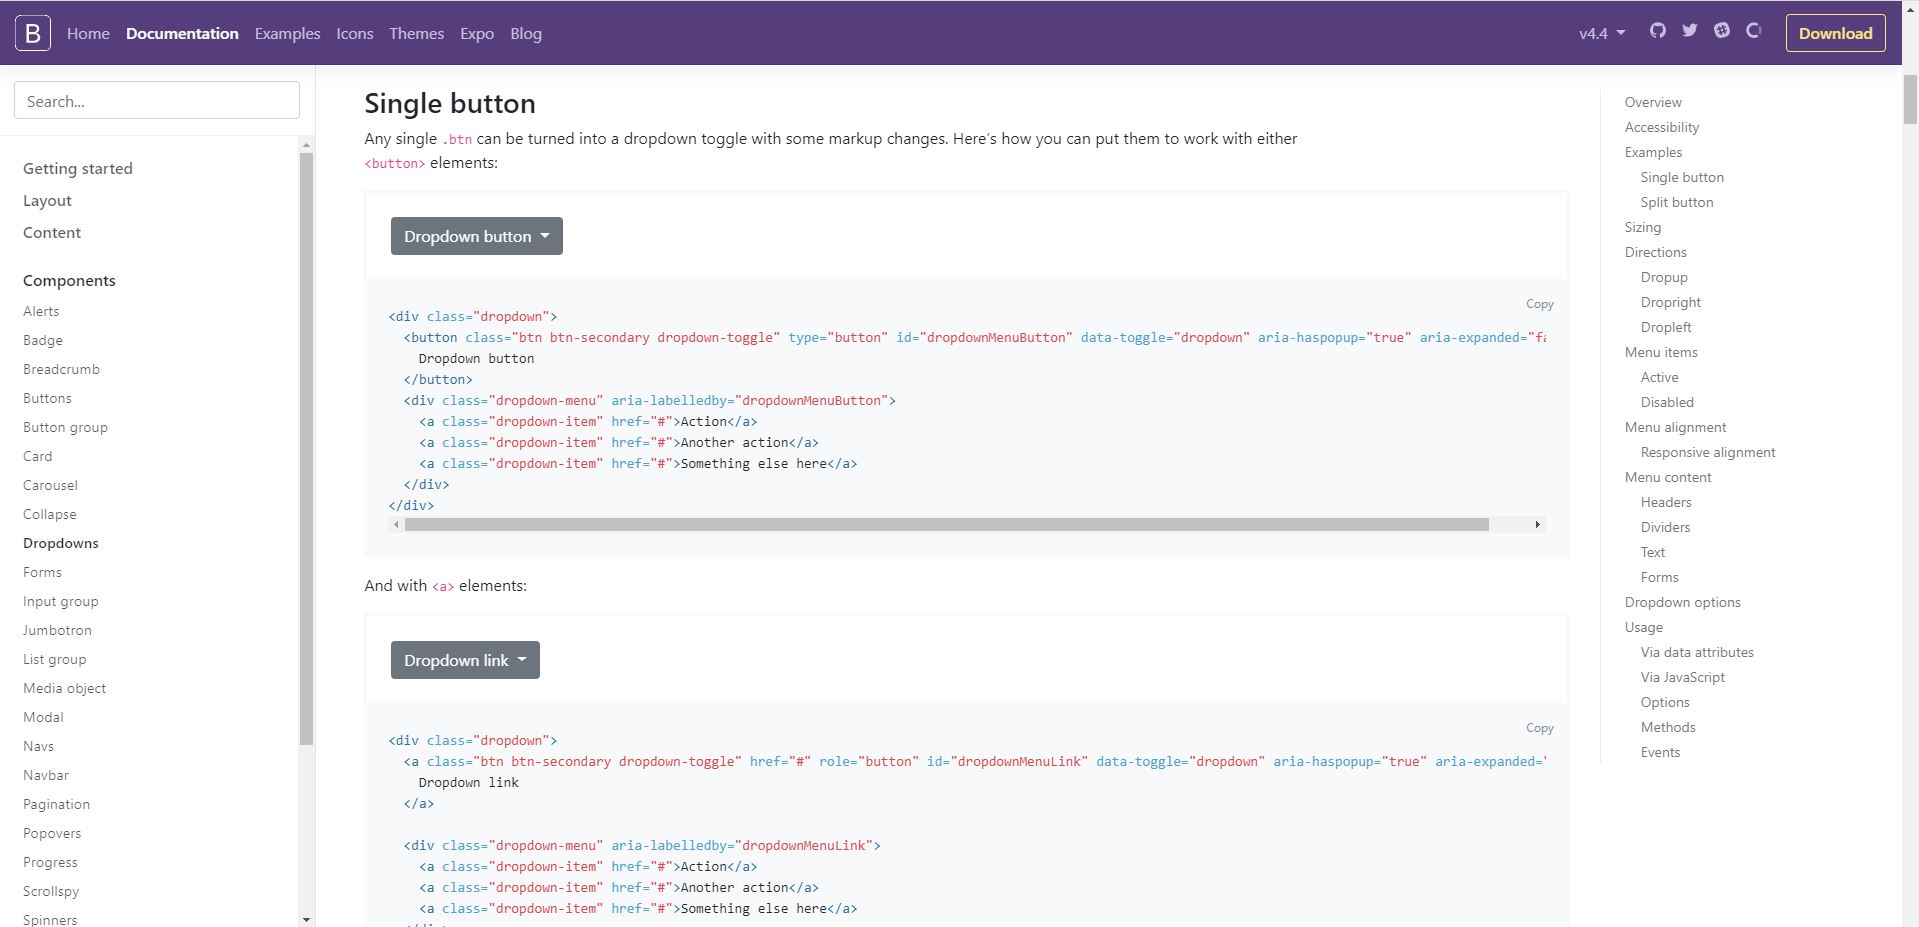 B Home Documentation Examples Icons Themes Expo Blog v4.4 Download
Search...
Getting started
Layout
Content
Components
Alerts
Badge
Breadcrumb
Buttons
Button group
Card
Carousel
Collapse
Dropdowns
Forms
Input group
Jumbotron
List group
Media object
Modal
Navs
Navbar
Pagination
Popovers
Progress
Scrollspy
Spinners
Single button
Any single .btn can be turned into a dropdown toggle with some markup changes. Here’s how you can put them to work with either
<button> elements:
Dropdown button
Copy
<div class="dropdown">
  <button class="btn btn-secondary dropdown-toggle" type="button" id="dropdownMenuButton" data-toggle="dropdown" aria-haspopup="true" aria-expanded="fa
    Dropdown button
  </button>
  <div class="dropdown-menu" aria-labelledby="dropdownMenuButton">
    <a class="dropdown-item" href="#">Action</a>
    <a class="dropdown-item" href="#">Another action</a>
    <a class="dropdown-item" href="#">Something else here</a>
  </div>
</div>
And with <a> elements:
Dropdown link
Copy
<div class="dropdown">
  <a class="btn btn-secondary dropdown-toggle" href="#" role="button" id="dropdownMenuLink" data-toggle="dropdown" aria-haspopup="true" aria-expanded="
    Dropdown link
  </a>
  <div class="dropdown-menu" aria-labelledby="dropdownMenuLink">
    <a class="dropdown-item" href="#">Action</a>
    <a class="dropdown-item" href="#">Another action</a>
    <a class="dropdown-item" href="#">Something else here</a>
Overview
Accessibility
Examples
Single button
Split button
Sizing
Directions
Dropup
Dropright
Dropleft
Menu items
Active
Disabled
Menu alignment
Responsive alignment
Menu content
Headers
Dividers
Text
Forms
Dropdown options
Usage
Via data attributes
Via JavaScript
Options
Methods
Events